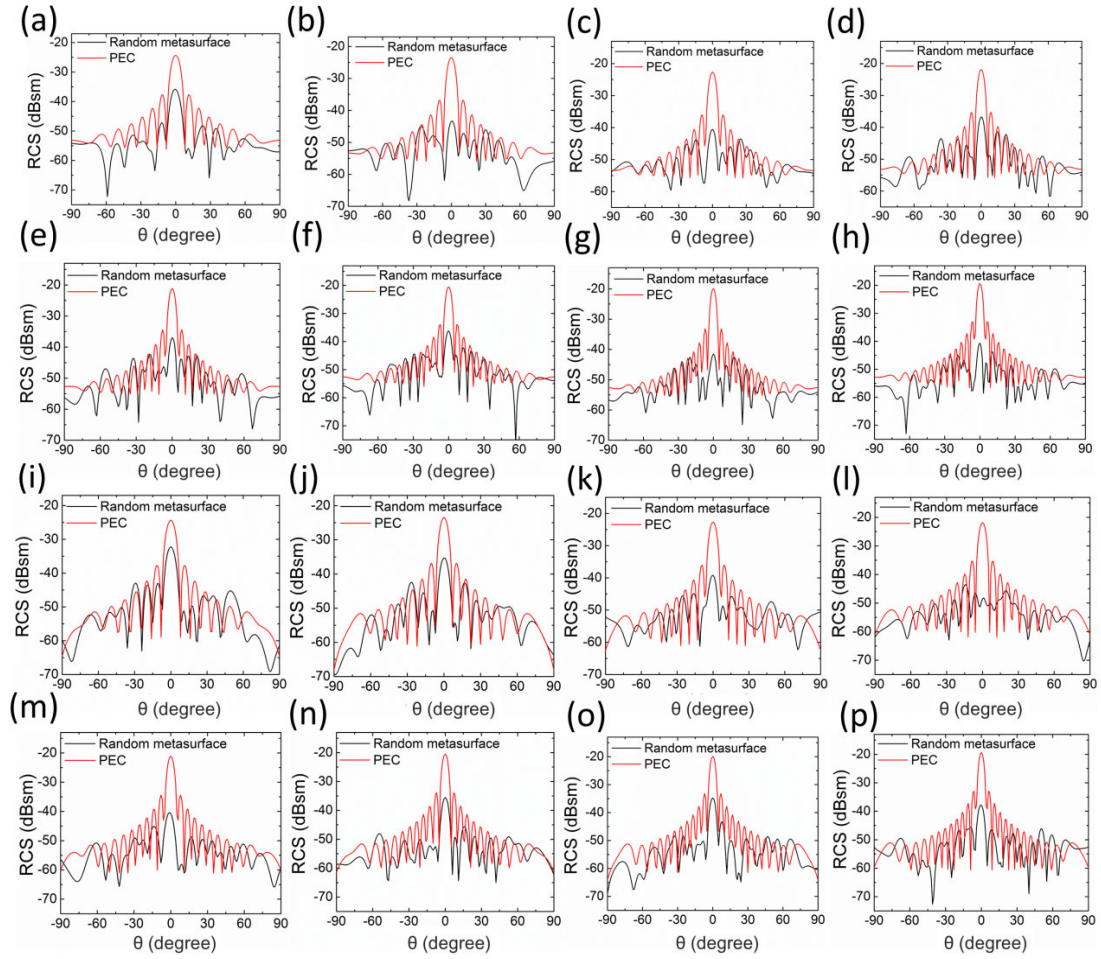 (a)
Random metasurface
PEC
RCS (dBsm)
-20
-30
-40
-50
-60
-70
-90 -60 -30 0 30 60 90
θ (degree)
(b)
Random metasurface
PEC
RCS (dBsm)
-20
-30
-40
-50
-60
-70
-90 -60 -30 0 30 60 90
θ (degree)
(c)
Random metasurface
PEC
RCS (dBsm)
-20
-30
-40
-50
-60
-90 -60 -30 0 30 60 90
θ (degree)
(d)
Random metasurface
PEC
RCS (dBsm)
-20
-30
-40
-50
-60
-90 -60 -30 0 30 60 90
θ (degree)
(e)
Random metasurface
PEC
RCS (dBsm)
-20
-30
-40
-50
-60
-70
-90 -60 -30 0 30 60 90
θ (degree)
(f)
Random metasurface
PEC
RCS (dBsm)
-20
-30
-40
-50
-60
-70
-90 -60 -30 0 30 60 90
θ (degree)
(g)
Random metasurface
PEC
RCS (dBsm)
-20
-30
-40
-50
-60
-70
-90 -60 -30 0 30 60 90
θ (degree)
(h)
Random metasurface
PEC
RCS (dBsm)
-20
-30
-40
-50
-60
-70
-90 -60 -30 0 30 60 90
θ (degree)
(i)
Random metasurface
PEC
RCS (dBsm)
-20
-30
-40
-50
-60
-70
-90 -60 -30 0 30 60 90
θ (degree)
(j)
Random metasurface
PEC
RCS (dBsm)
-20
-30
-40
-50
-60
-70
-90 -60 -30 0 30 60 90
θ (degree)
(k)
Random metasurface
PEC
RCS (dBsm)
-20
-30
-40
-50
-60
-70
-90 -60 -30 0 30 60 90
θ (degree)
(l)
Random metasurface
PEC
RCS (dBsm)
-20
-30
-40
-50
-60
-70
-90 -60 -30 0 30 60 90
θ (degree)
(m)
Random metasurface
PEC
RCS (dBsm)
-20
-30
-40
-50
-60
-70
-90 -60 -30 0 30 60 90
θ (degree)
(n)
Random metasurface
PEC
RCS (dBsm)
-20
-30
-40
-50
-60
-70
-90 -60 -30 0 30 60 90
θ (degree)
(o)
Random metasurface
PEC
RCS (dBsm)
-20
-30
-40
-50
-60
-70
-90 -60 -30 0 30 60 90
θ (degree)
(p)
Random metasurface
PEC
RCS (dBsm)
-20
-30
-40
-50
-60
-70
-90 -60 -30 0 30 60 90
θ (degree)